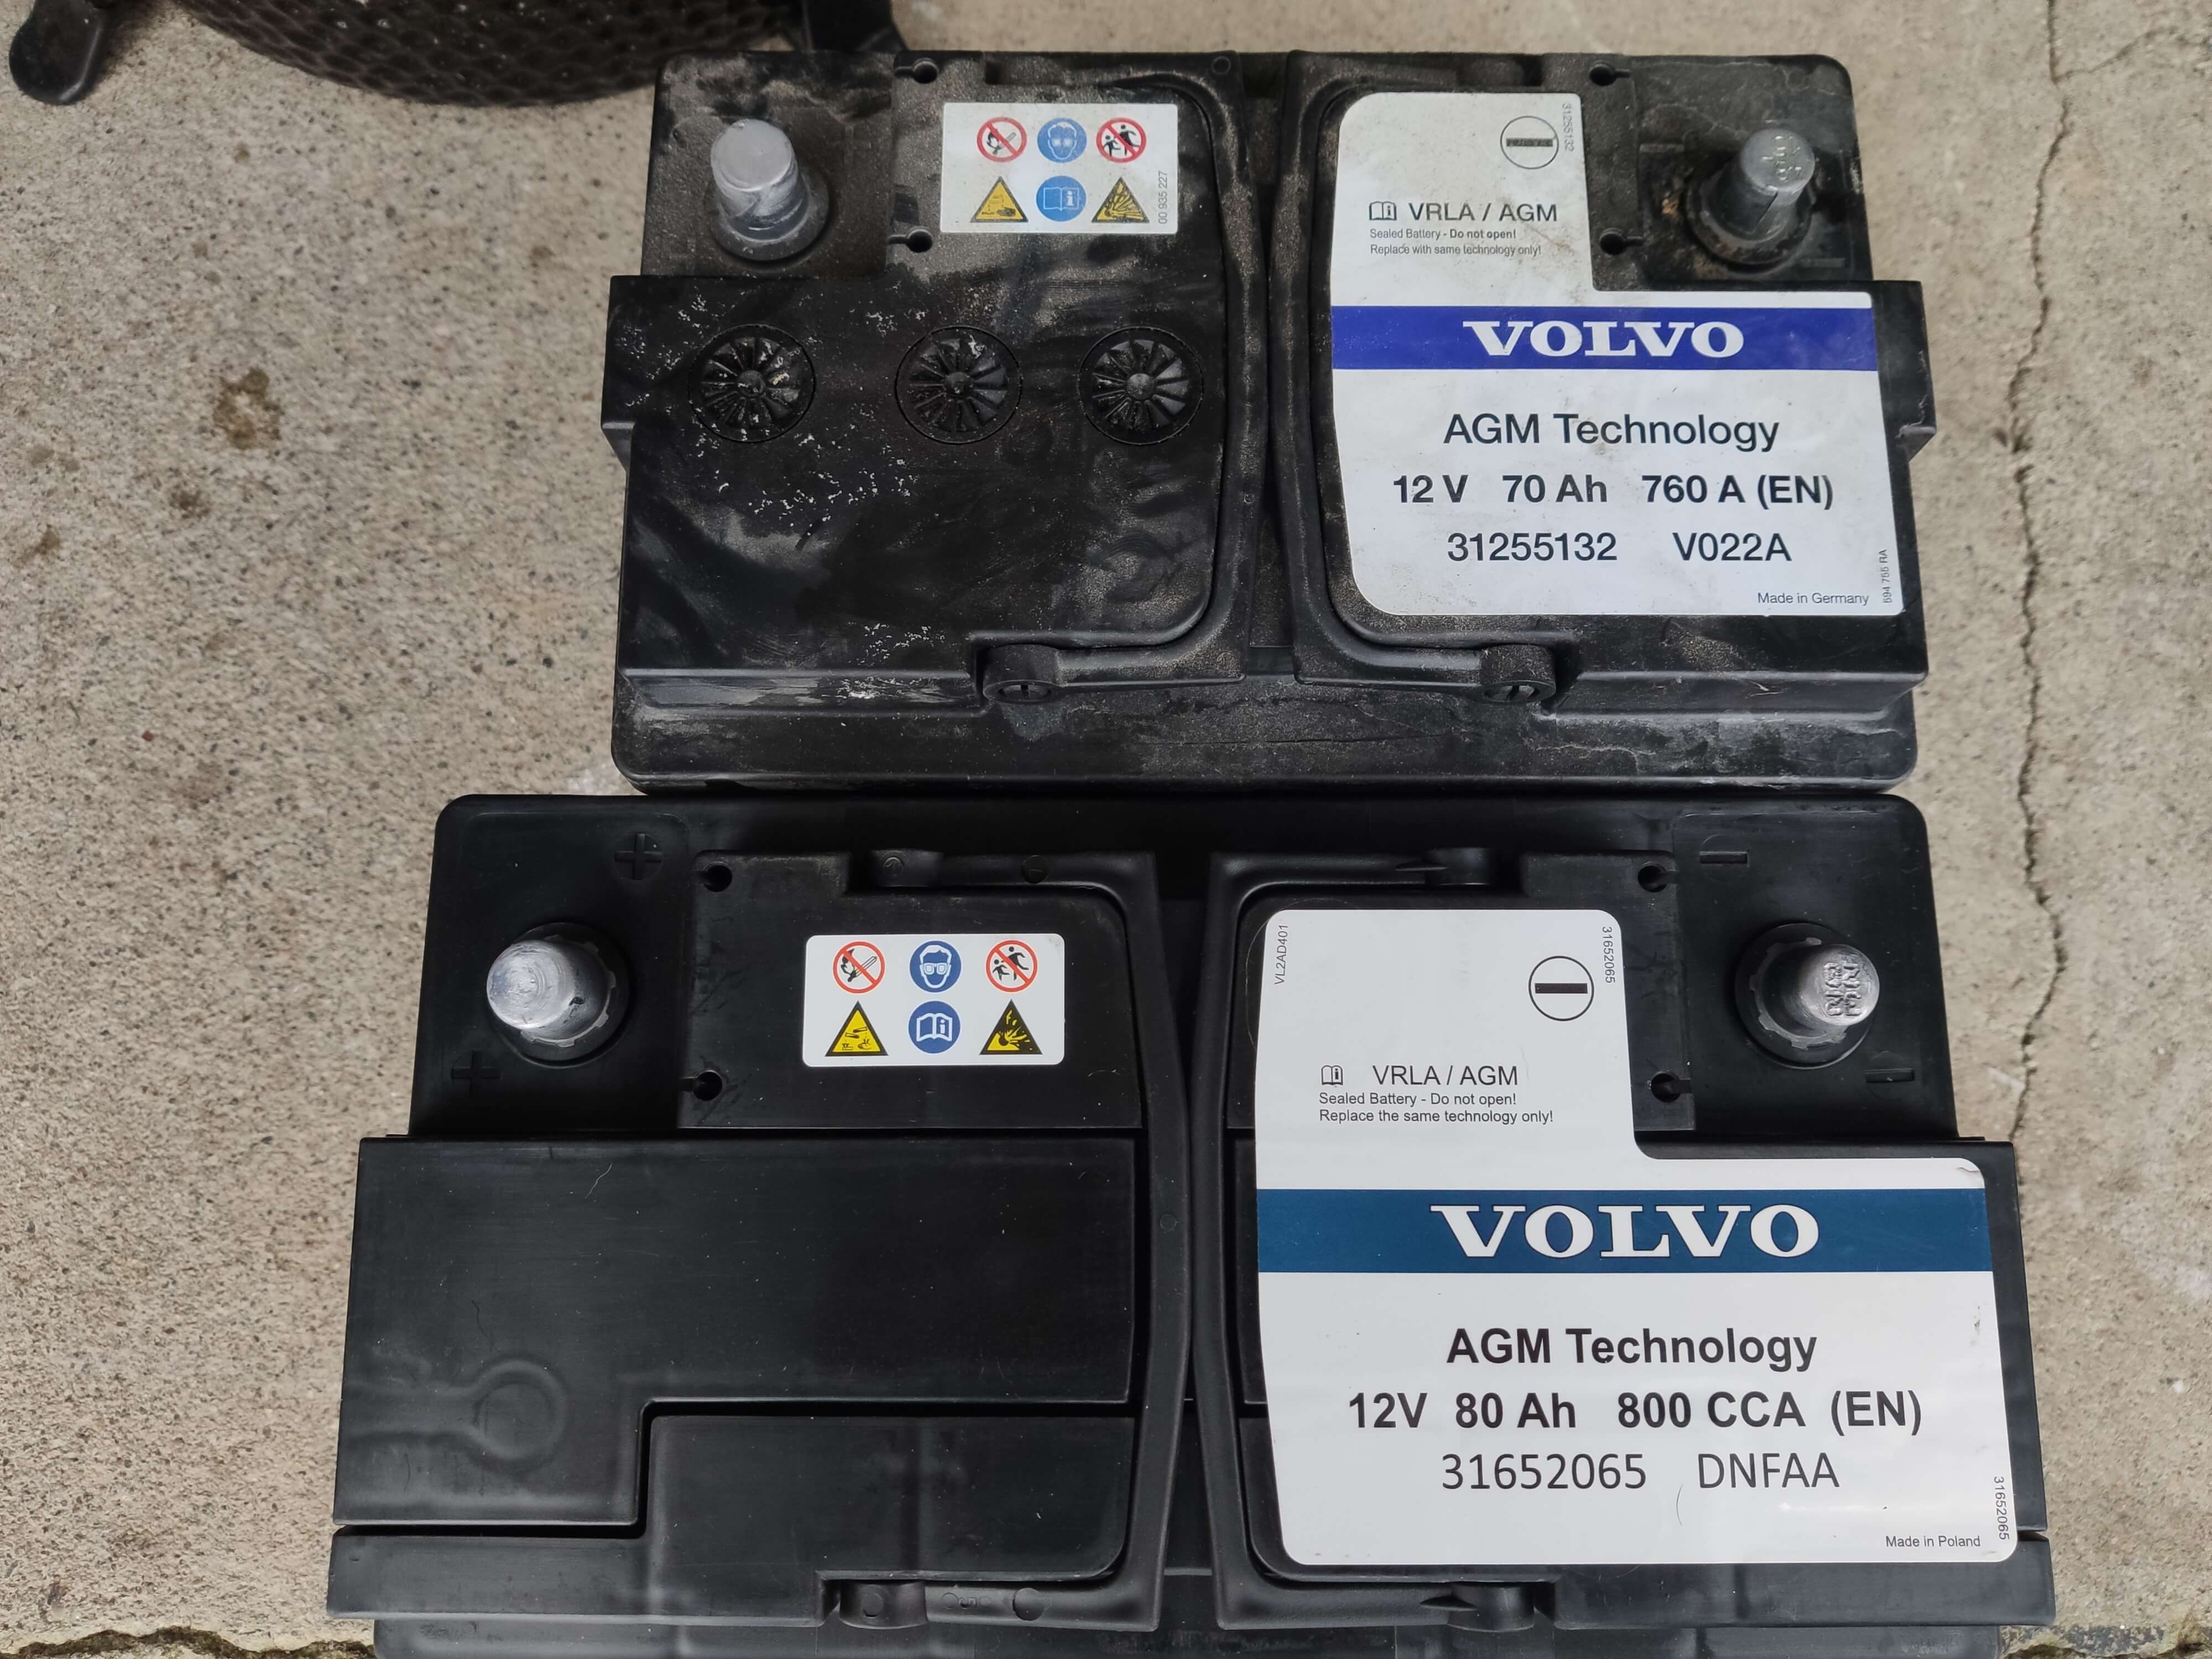 31255132
00 935 227
VRLA / AGM
Sealed Battery - Do not open!
Replace with same technology only!
VOLVO
AGM Technology
12 V 70 Ah 760 A (EN)
31255132 V022A
Made in Germany
694 755 RA
+
+
VL2AD401
31652065
VRLA / AGM
Sealed Battery - Do not open!
Replace the same technology only!
VOLVO
AGM Technology
12V 80 Ah 800 CCA (EN)
31652065 DNFAA
31652065
Made in Poland